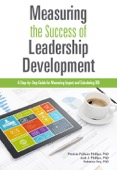 Measuring
the Success of
Leadership
Development
A Step-by-Step Guide for Measuring Impact and Calculating ROI
Patricia Pulliam Phillips, PhD
Jack J. Phillips, PhD
Rebecca Ray, PhD